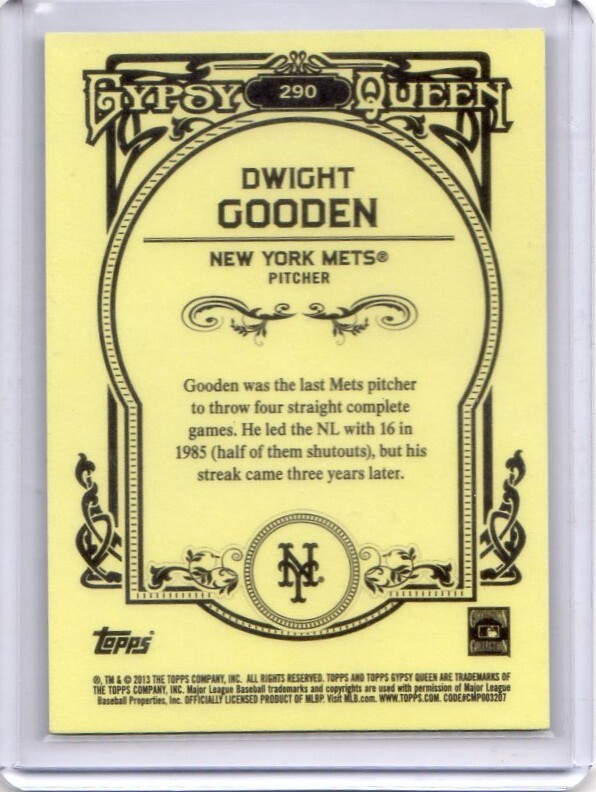 GYPSY 290 QUEEN
DWIGHT
GOODEN
NEW YORK METS®
PITCHER
Gooden was the last Mets pitcher
to throw four straight complete
games. He led the NL with 16 in
1985 (half of them shutouts), but his
streak came three years later.
NY
topps®
COOPERSTOWN
COLLECTION
®, TM & © 2013 THE TOPPS COMPANY, INC. ALL RIGHTS RESERVED. TOPPS AND TOPPS GYPSY QUEEN ARE TRADEMARKS OF
THE TOPPS COMPANY, INC. Major League Baseball trademarks and copyrights are used with permission of Major League
Baseball Properties, Inc. OFFICIALLY LICENSED PRODUCT OF MLBP. Visit MLB.com. WWW.TOPPS.COM. CODE#CMP003207